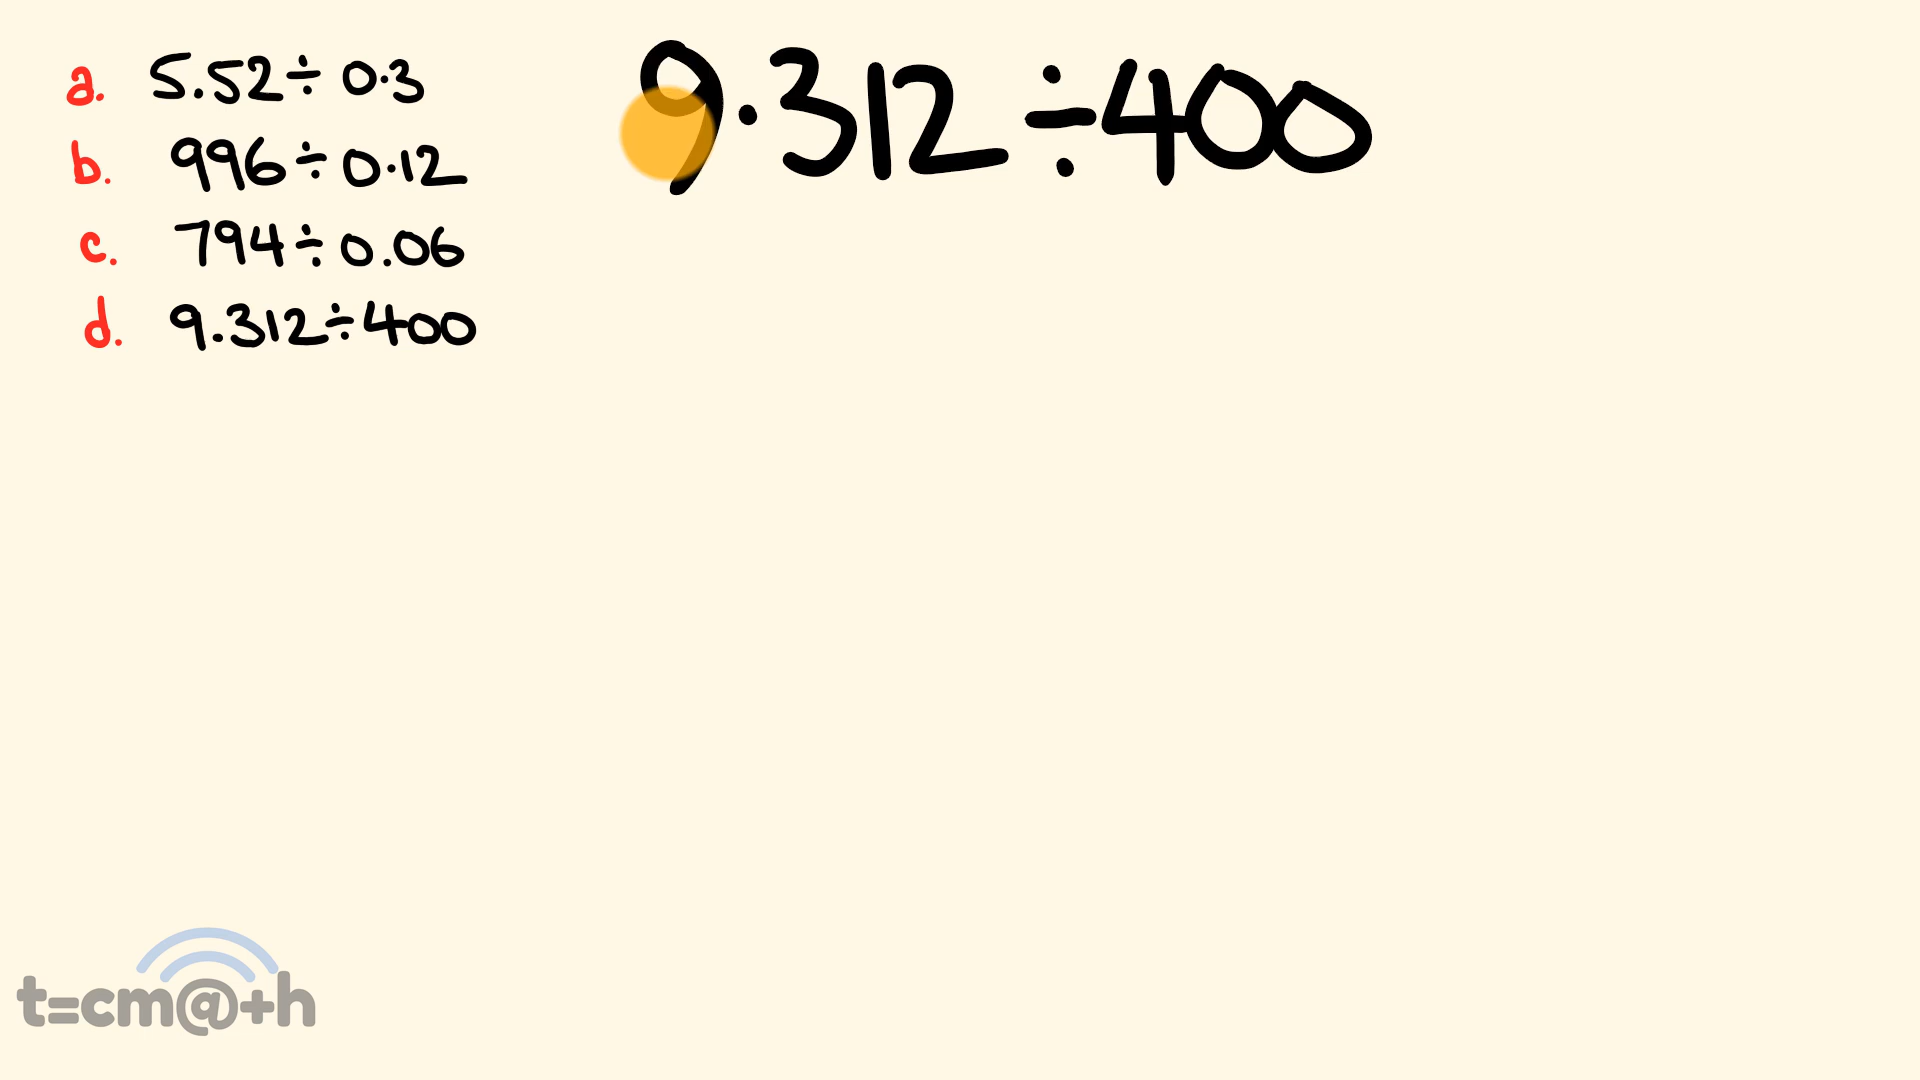 a. 5.52÷ 0.3
b. 996÷ 0.12
c. 794÷ 0.06
d. 9.312÷400
9.312÷400
t=cm@+h